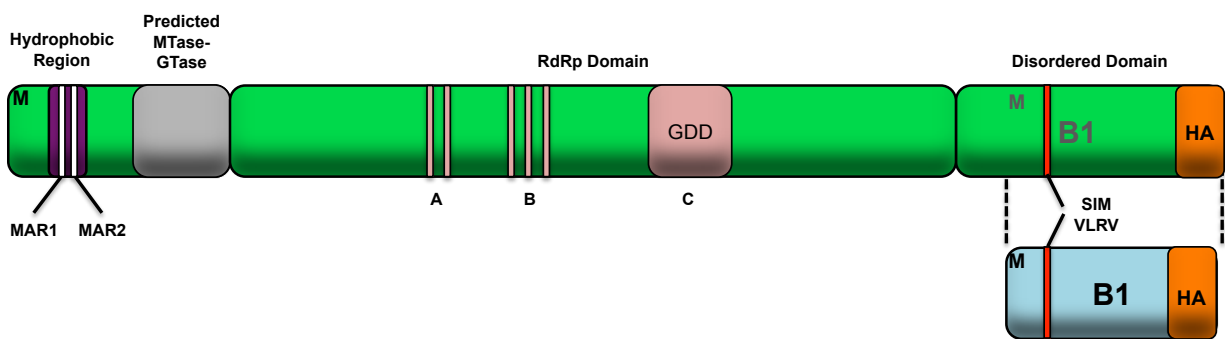 Hydrophobic
Region
Predicted
MTase-
GTase
RdRp Domain
Disordered Domain
M
GDD
M
B1
HA
MAR1
MAR2
A
B
C
SIM
VLRV
M
B1
HA